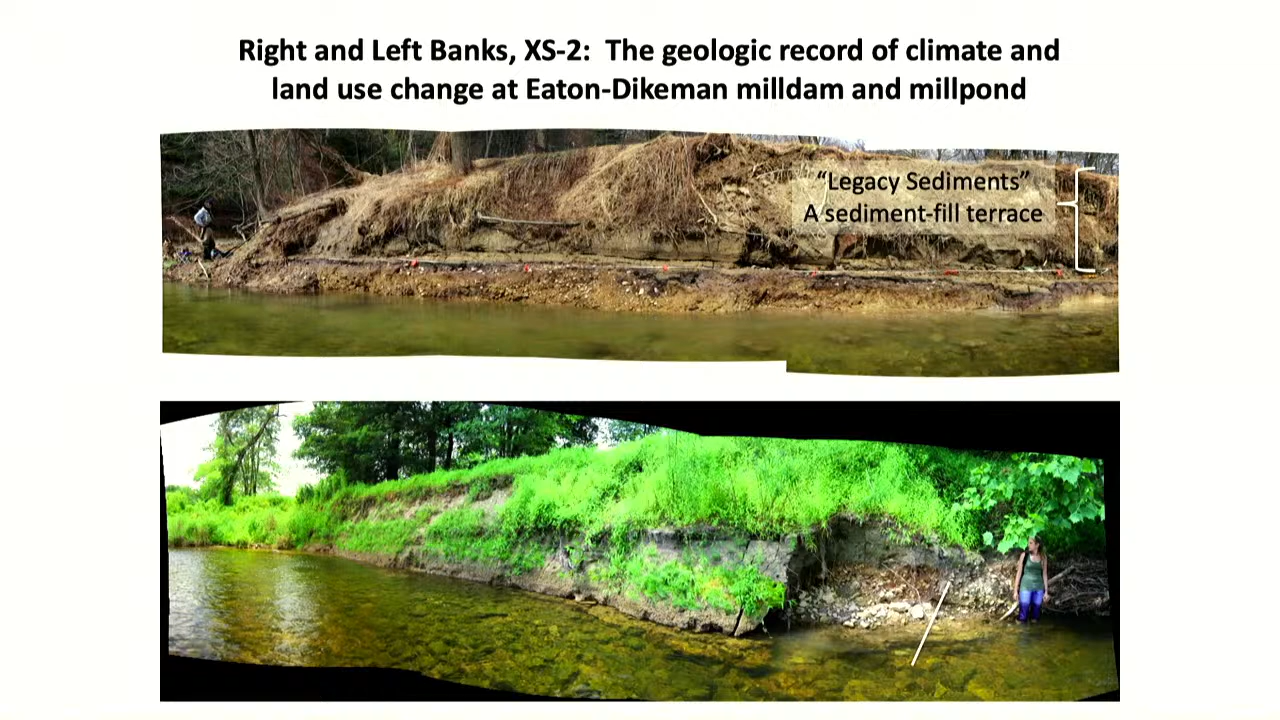 Right and Left Banks, XS-2: The geologic record of climate and
land use change at Eaton-Dikeman milldam and millpond
“Legacy Sediments”
A sediment-fill terrace